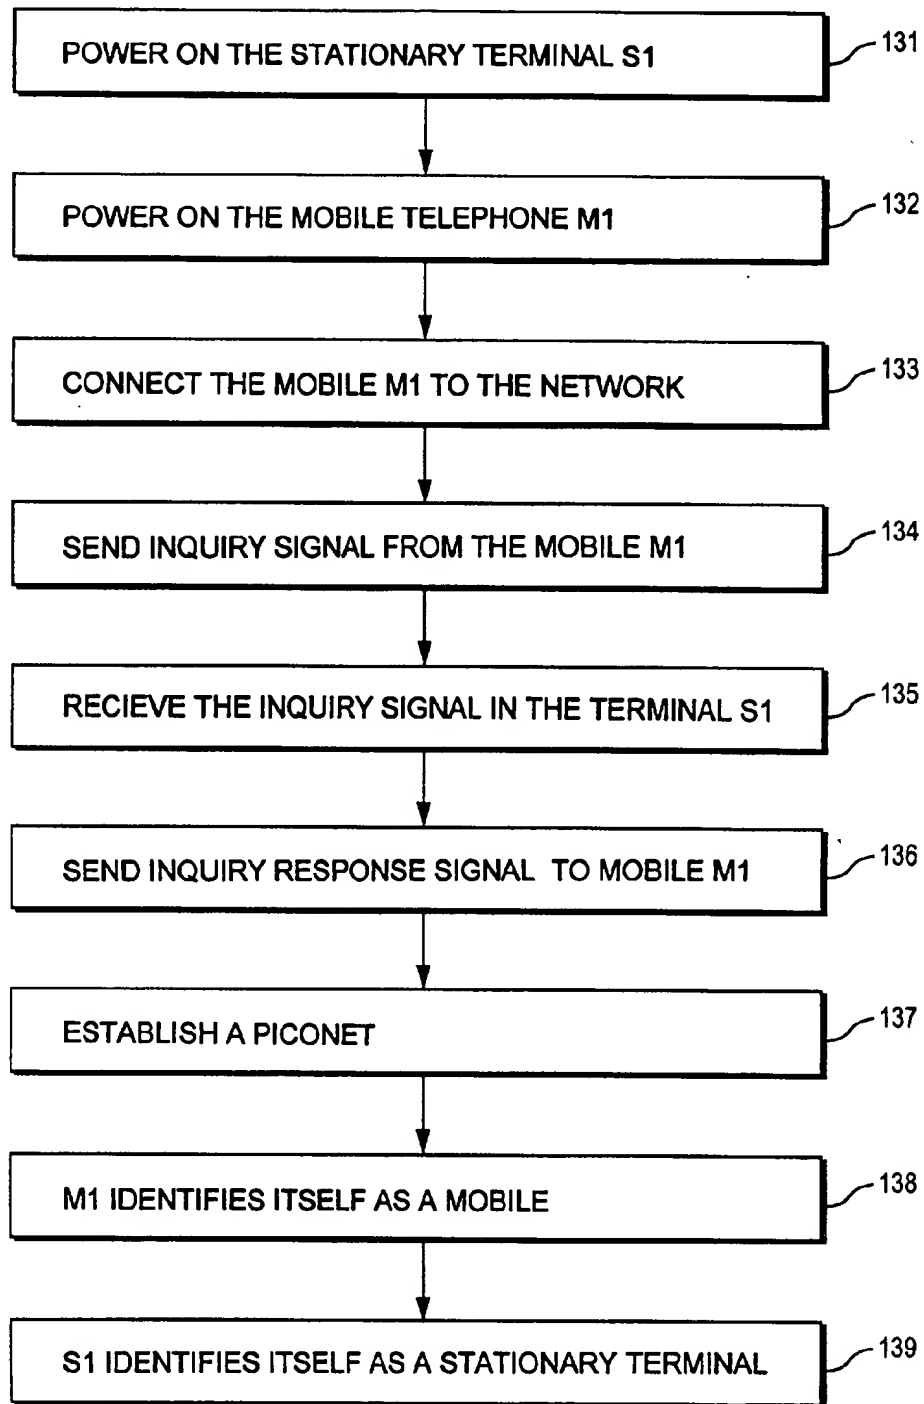 POWER ON THE STATIONARY TERMINAL S1
131
POWER ON THE MOBILE TELEPHONE M1
132
CONNECT THE MOBILE M1 TO THE NETWORK
133
SEND INQUIRY SIGNAL FROM THE MOBILE M1
134
RECIEVE THE INQUIRY SIGNAL IN THE TERMINAL S1
135
SEND INQUIRY RESPONSE SIGNAL TO MOBILE M1
136
ESTABLISH A PICONET
137
M1 IDENTIFIES ITSELF AS A MOBILE
138
S1 IDENTIFIES ITSELF AS A STATIONARY TERMINAL
139